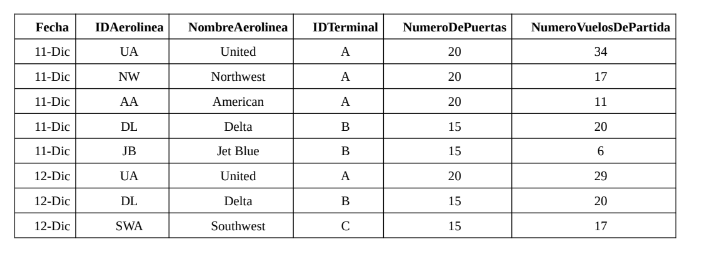 Fecha IDAerolinea NombreAerolinea IDTerminal NumeroDePuertas NumeroVuelosDePartida
11-Dic UA United A 20 34
11-Dic NW Northwest A 20 17
11-Dic AA American A 20 11
11-Dic DL Delta B 15 20
11-Dic JB Jet Blue B 15 6
12-Dic UA United A 20 29
12-Dic DL Delta B 15 20
12-Dic SWA Southwest C 15 17